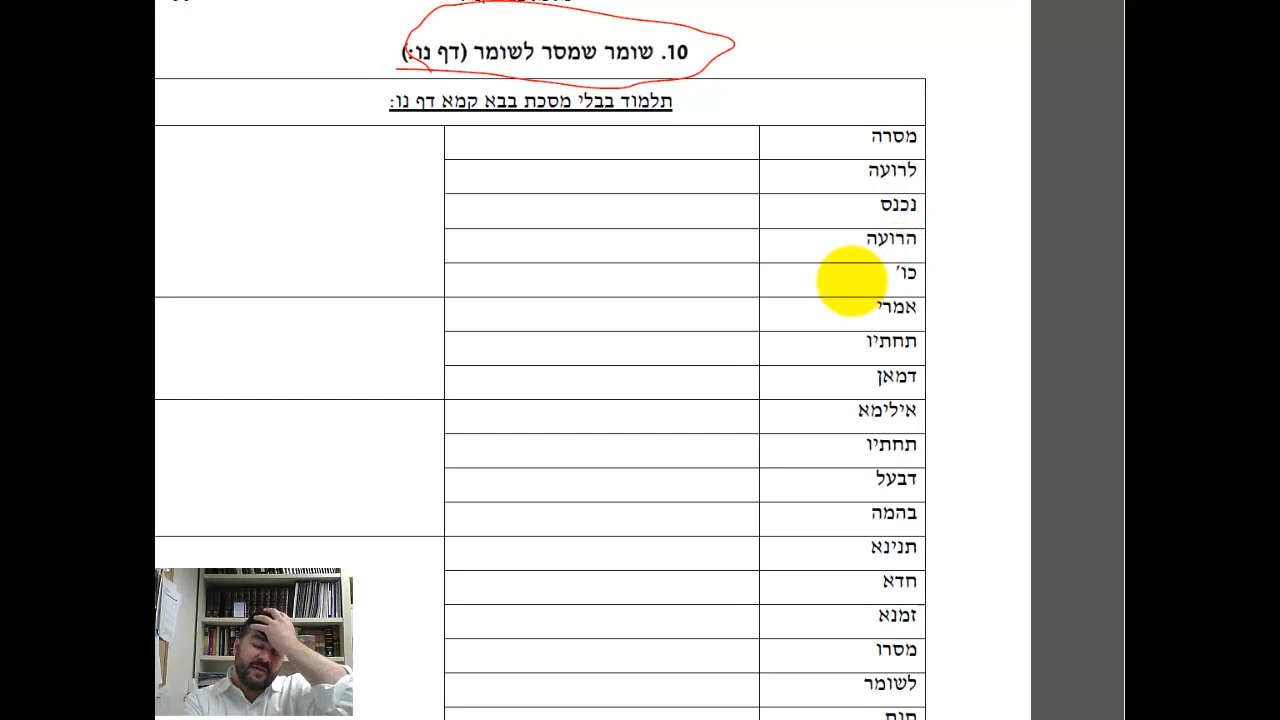 10. שומר שמסר לשומר (דף נו:)
תלמוד בבלי מסכת בבא קמא דף נו:
מסרה
לרועה
נכנס
הרועה
כו'
אמרי
תחתיו
דמאן
אילימא
תחתיו
דבעל
בהמה
תנינא
חדא
זמנא
מסרו
לשומר